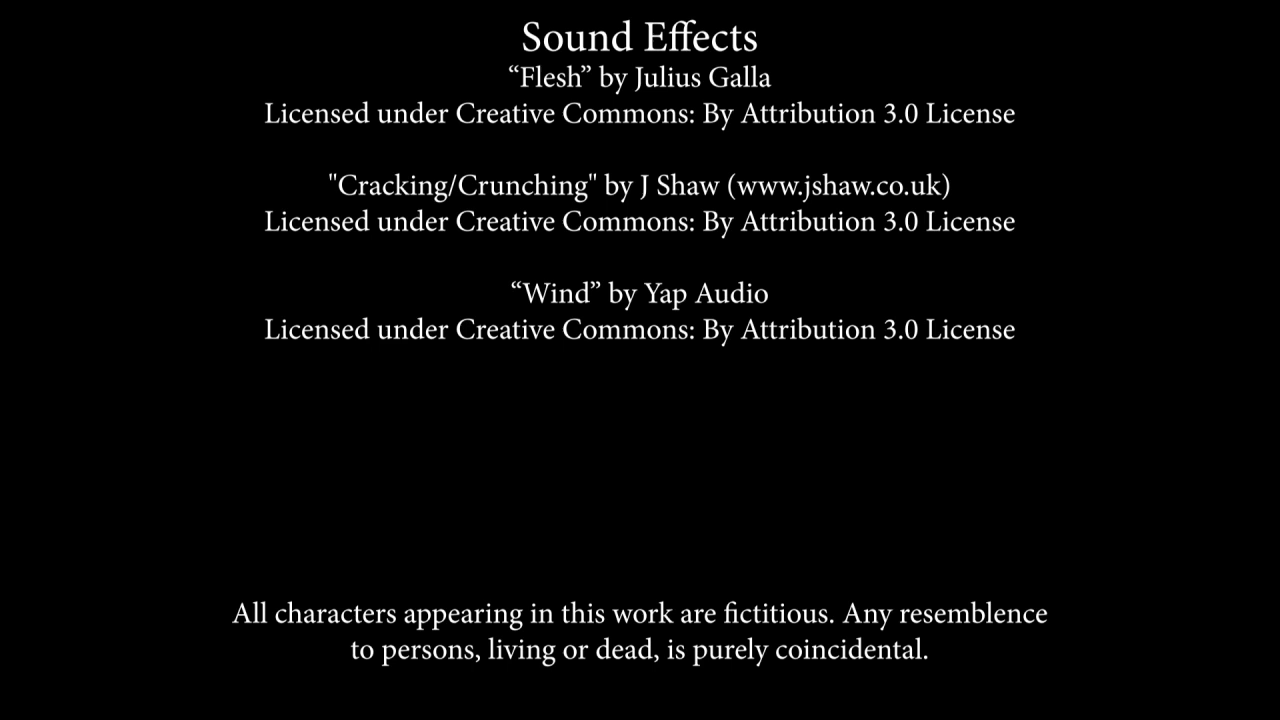 Sound Effects
“Flesh” by Julius Galla
Licensed under Creative Commons: By Attribution 3.0 License
"Cracking/Crunching" by J Shaw (www.jshaw.co.uk)
Licensed under Creative Commons: By Attribution 3.0 License
“Wind” by Yap Audio
Licensed under Creative Commons: By Attribution 3.0 License
All characters appearing in this work are fictitious. Any resemblence
to persons, living or dead, is purely coincidental.